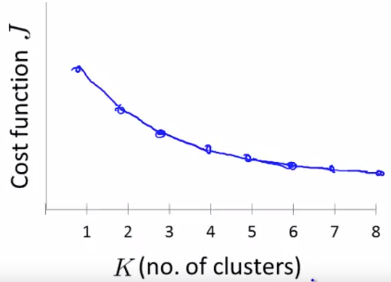 Cost function J
1 2 3 4 5 6 7 8
K (no. of clusters)